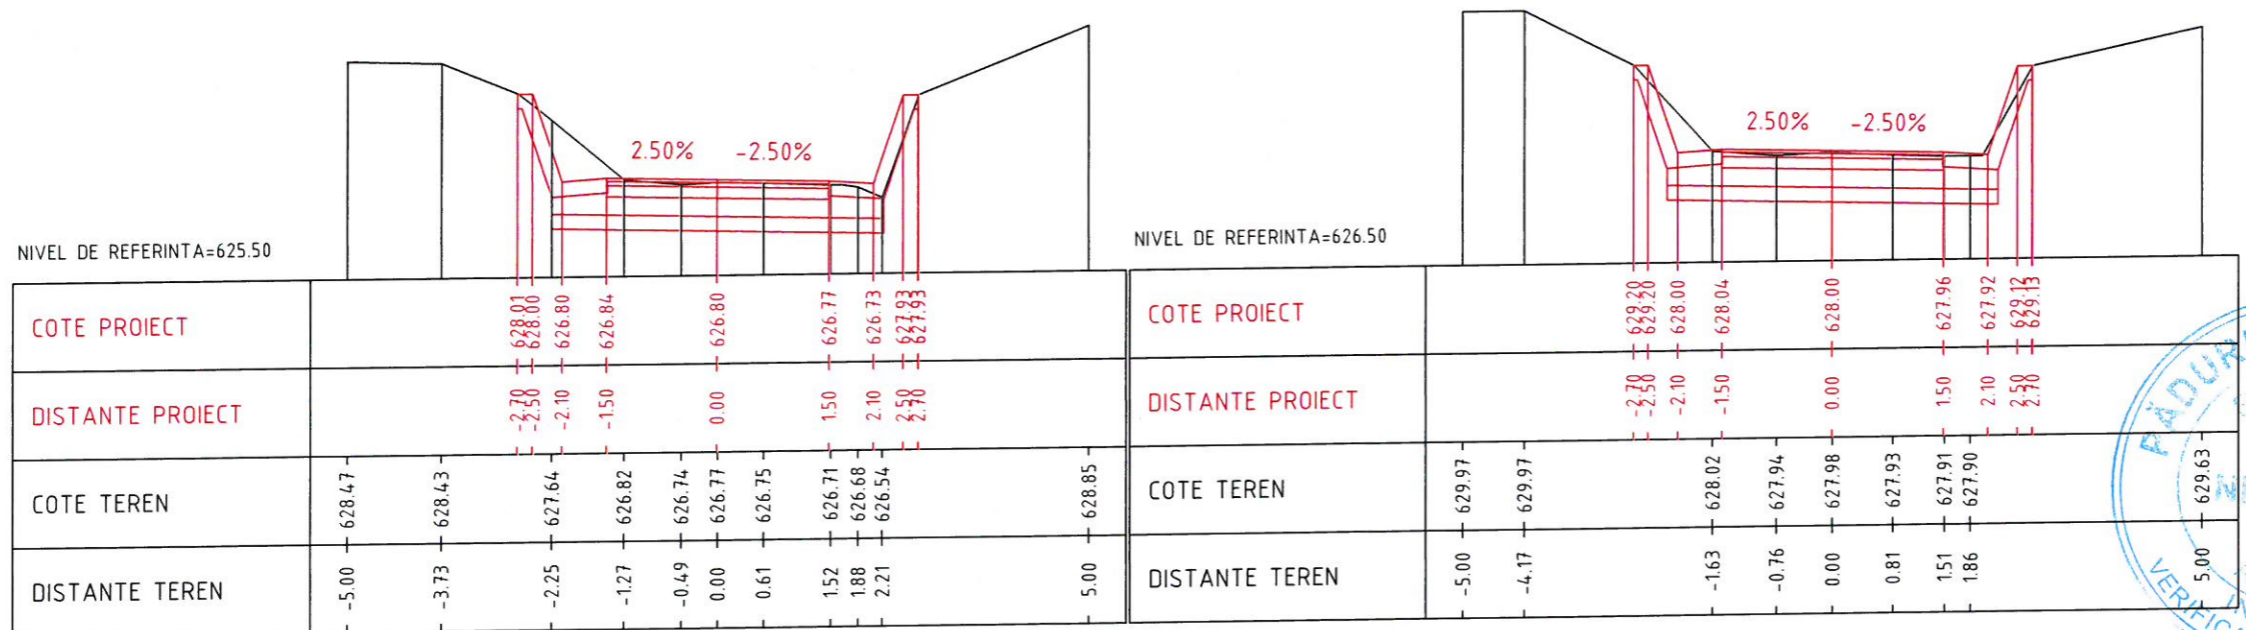 2.50% -2.50%
NIVEL DE REFERINTA=625.50
COTE PROIECT 628.01 628.00 626.80 626.84 626.80 626.77 626.73 627.93 627.93
DISTANTE PROIECT -2.70 -2.50 -2.10 -1.50 0.00 1.50 2.10 2.50 2.70
COTE TEREN 628.47 628.43 627.64 626.82 626.74 626.77 626.75 626.71 626.68 626.54 628.85
DISTANTE TEREN -5.00 -3.73 -2.25 -1.27 -0.49 0.00 0.61 1.52 1.88 2.21 5.00
2.50% -2.50%
NIVEL DE REFERINTA=626.50
COTE PROIECT 629.20 629.20 628.00 628.04 628.00 627.96 627.92 629.12 629.13
DISTANTE PROIECT -2.70 -2.50 -2.10 -1.50 0.00 1.50 2.10 2.50 2.70
COTE TEREN 629.97 629.97 628.02 627.94 627.98 627.93 627.91 627.90 629.63
DISTANTE TEREN -5.00 -4.17 -1.63 -0.76 0.00 0.81 1.51 1.86 5.00